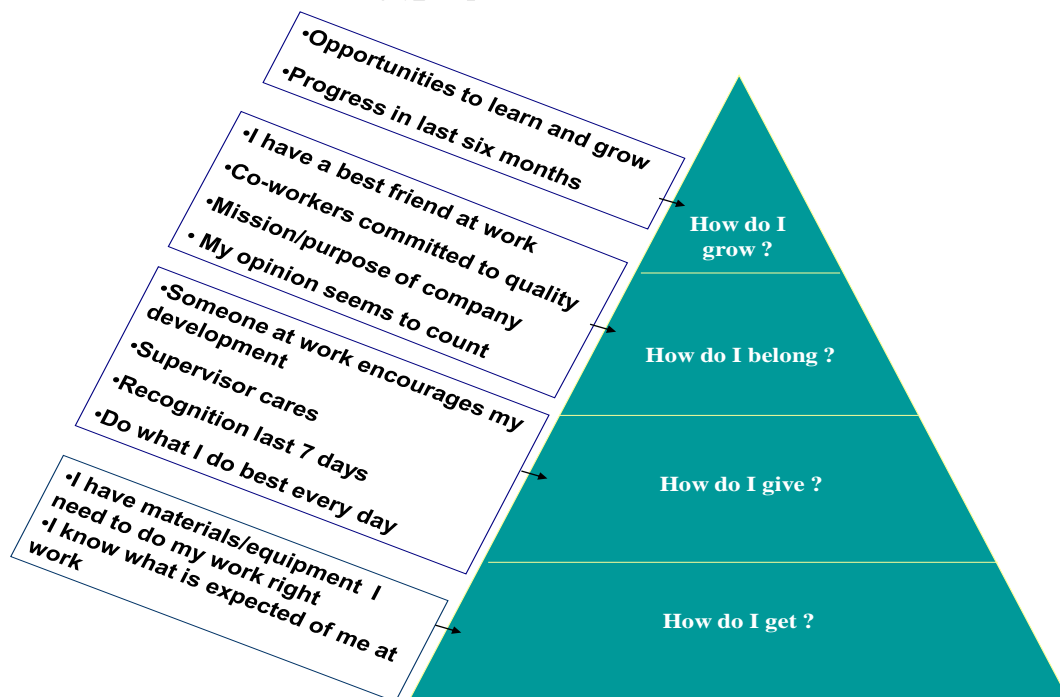 •Opportunities to learn and grow
•Progress in last six months
How do I
grow ?
•I have a best friend at work
•Co-workers committed to quality
•Mission/purpose of company
• My opinion seems to count
How do I belong ?
•Someone at work encourages my
development
•Supervisor cares
•Recognition last 7 days
•Do what I do best every day
How do I give ?
•I have materials/equipment I
need to do my work right
•I know what is expected of me at
work
How do I get ?